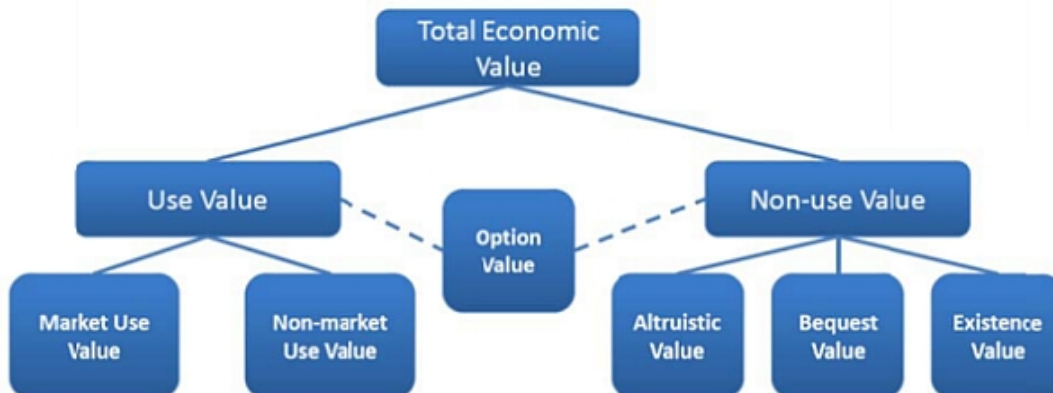 Total Economic
Value
Use Value
Non-use Value
Option
Value
Market Use
Value
Non-market
Use Value
Altruistic
Value
Bequest
Value
Existence
Value